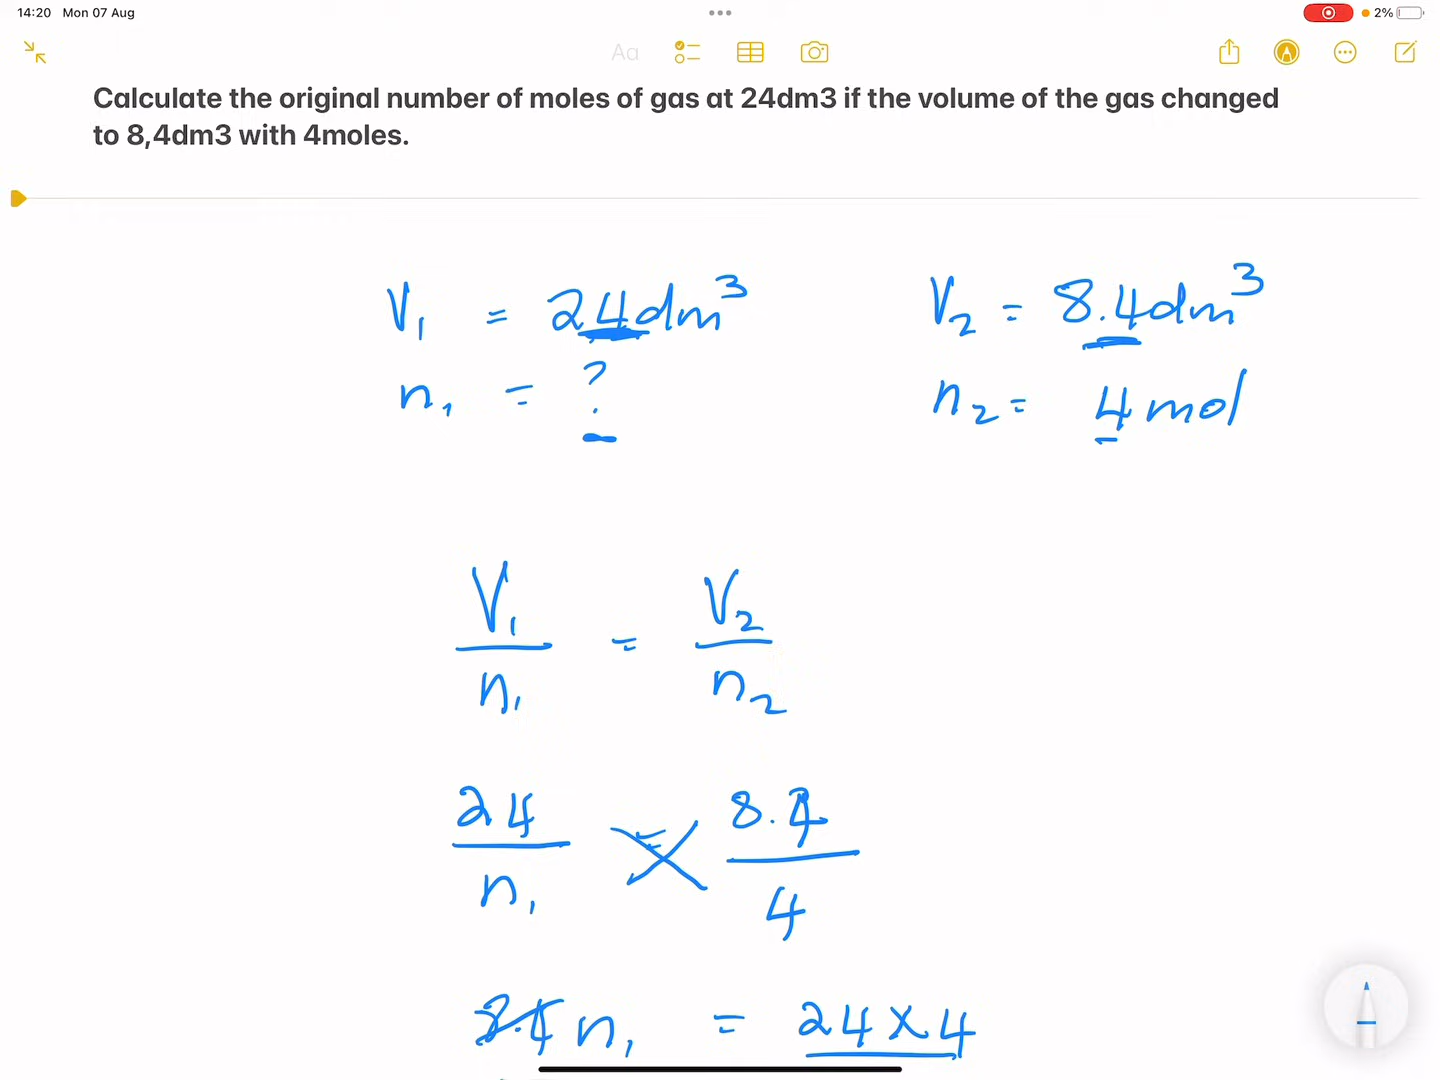 14:20 Mon 07 Aug
2%
Aa
Calculate the original number of moles of gas at 24dm3 if the volume of the gas changed
to 8,4dm3 with 4moles.
V₁ = 24dm³ V₂ = 8.4dm³
n₁ = ? n₂ = 4mol
V₁ = V₂
n₁ n₂
24 = 8.4
n₁ 4
8.4 n₁ = 24 × 4